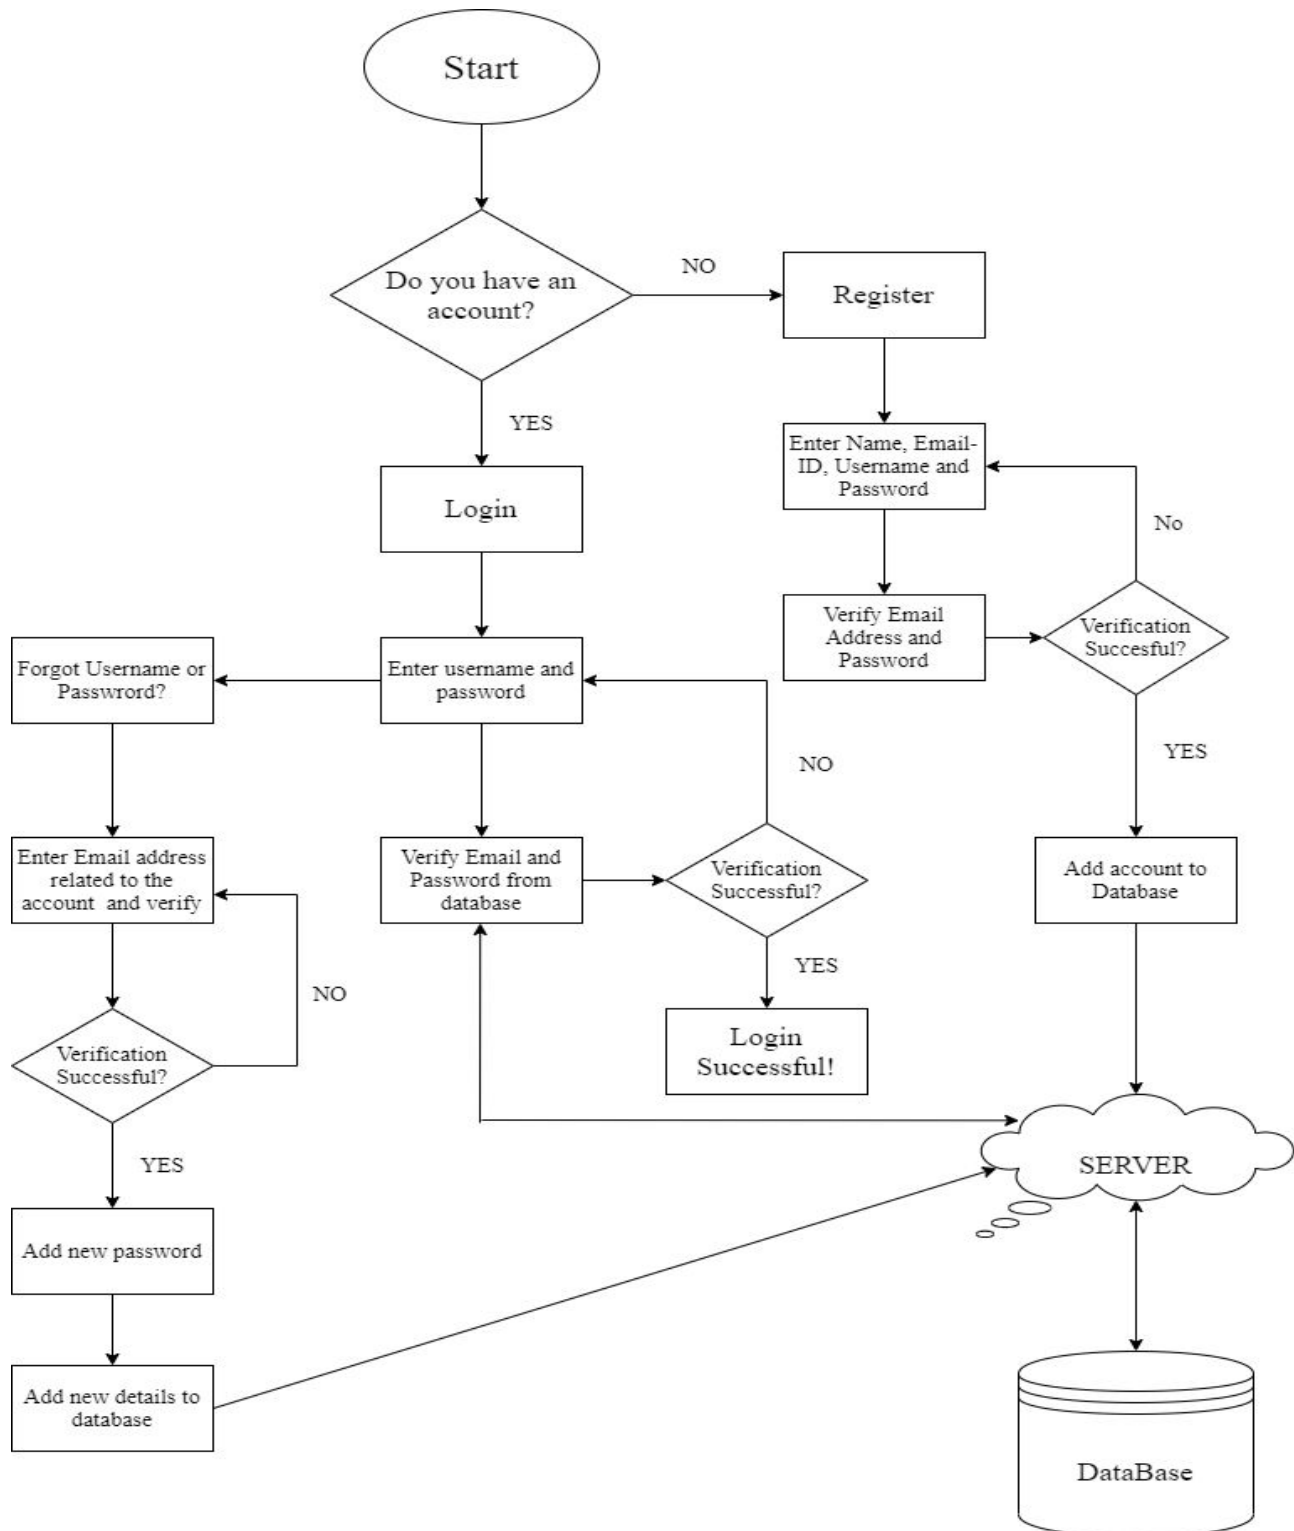 Start
Do you have an
account?
NO
Register
YES
Login
Enter Name, Email-
ID, Username and
Password
No
Verify Email
Address and
Password
Verification
Succesful?
Forgot Username or
Passwrord?
Enter username and
password
NO
YES
Enter Email address
related to the
account and verify
Verify Email and
Password from
database
Verification
Successful?
Add account to
Database
NO
YES
Verification
Successful?
Login
Successful!
YES
SERVER
Add new password
Add new details to
database
DataBase